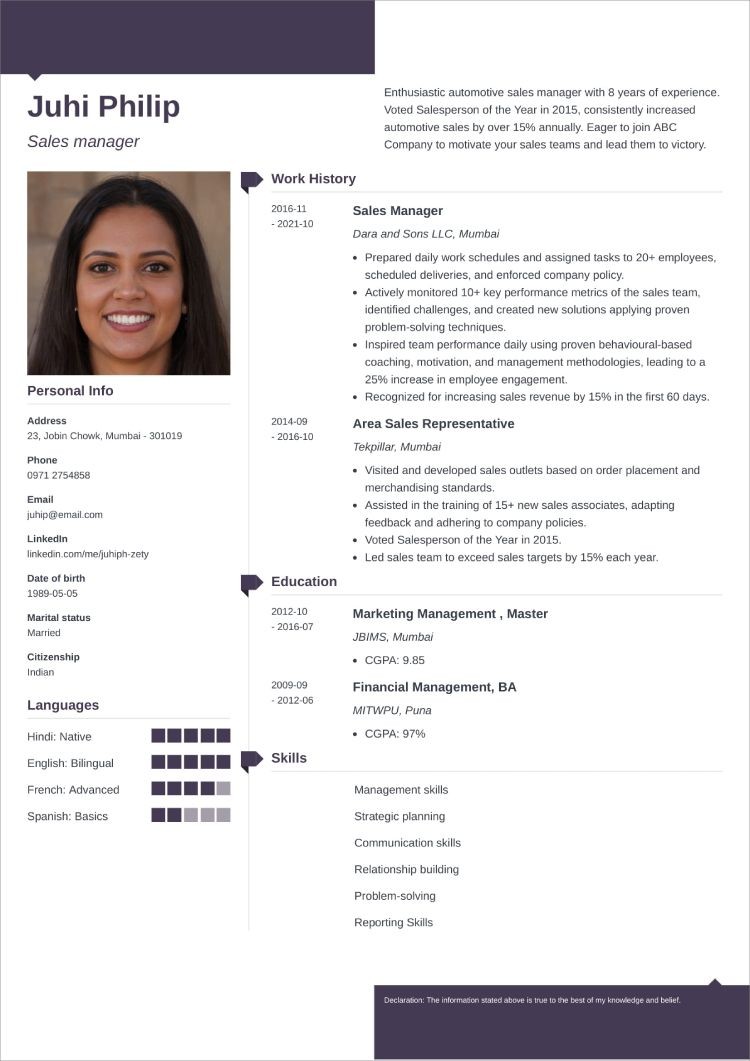 Juhi Philip
Sales manager
Enthusiastic automotive sales manager with 8 years of experience.
Voted Salesperson of the Year in 2015, consistently increased
automotive sales by over 15% annually. Eager to join ABC
Company to motivate your sales teams and lead them to victory.
Personal Info
Address
23, Jobin Chowk, Mumbai - 301019
Phone
0971 2754858
Email
juhip@email.com
LinkedIn
linkedin.com/me/juhiph-zety
Date of birth
1989-05-05
Marital status
Married
Citizenship
Indian
Languages
Hindi: Native
English: Bilingual
French: Advanced
Spanish: Basics
Work History
2016-11
- 2021-10
Sales Manager
Dara and Sons LLC, Mumbai
• Prepared daily work schedules and assigned tasks to 20+ employees,
scheduled deliveries, and enforced company policy.
• Actively monitored 10+ key performance metrics of the sales team,
identified challenges, and created new solutions applying proven
problem-solving techniques.
• Inspired team performance daily using proven behavioural-based
coaching, motivation, and management methodologies, leading to a
25% increase in employee engagement.
• Recognized for increasing sales revenue by 15% in the first 60 days.
2014-09
- 2016-10
Area Sales Representative
Tekpillar, Mumbai
• Visited and developed sales outlets based on order placement and
merchandising standards.
• Assisted in the training of 15+ new sales associates, adapting
feedback and adhering to company policies.
• Voted Salesperson of the Year in 2015.
• Led sales team to exceed sales targets by 15% each year.
Education
2012-10
- 2016-07
Marketing Management , Master
JBIMS, Mumbai
• CGPA: 9.85
2009-09
- 2012-06
Financial Management, BA
MITWPU, Puna
• CGPA: 97%
Skills
Management skills
Strategic planning
Communication skills
Relationship building
Problem-solving
Reporting Skills
Declaration: The information stated above is true to the best of my knowledge and belief.